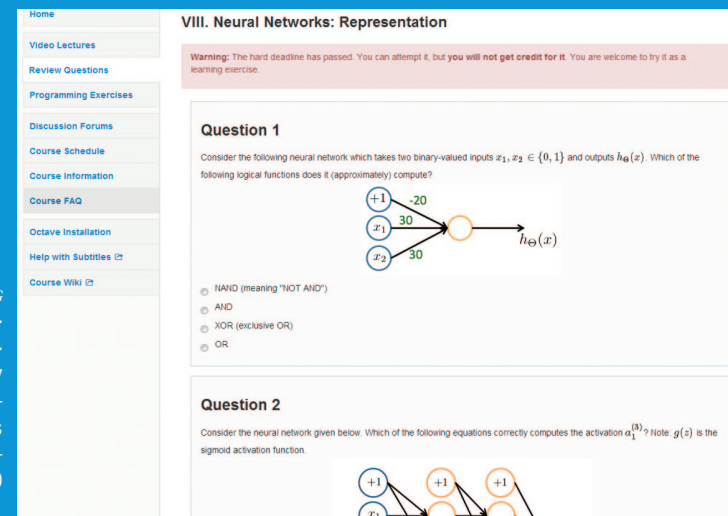 Home
Video Lectures
Review Questions
Programming Exercises
Discussion Forums
Course Schedule
Course Information
Course FAQ
Octave Installation
Help with Subtitles
Course Wiki
VIII. Neural Networks: Representation
Warning: The hard deadline has passed. You can attempt it, but you will not get credit for it. You are welcome to try it as a
learning exercise.
Question 1
Consider the following neural network which takes two binary-valued inputs x₁, x₂ ∈ {0, 1} and outputs h_Θ(x). Which of the
following logical functions does it (approximately) compute?
+1 -20
x₁ 30
x₂ 30
h_Θ(x)
NAND (meaning "NOT AND")
AND
XOR (exclusive OR)
OR
Question 2
Consider the neural network given below. Which of the following equations correctly computes the activation a₁⁽³⁾? Note: g(z) is the
sigmoid activation function.
+1 +1 +1
x₁